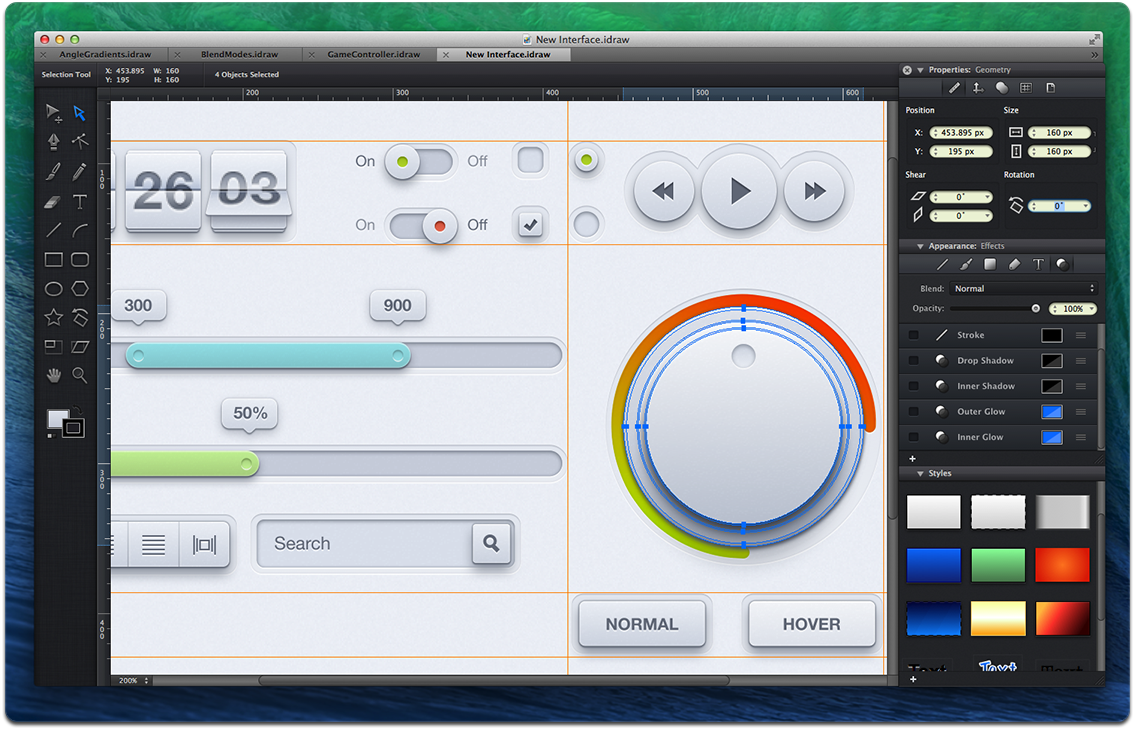 New Interface.idraw
AngleGradients.idraw
BlendModes.idraw
GameController.idraw
New Interface.idraw
Selection Tool
X: 453.895 W: 160
Y: 195 H: 160
4 Objects Selected
200 300 400 500 600
100
200
300
400
26 03
On Off
On Off
300
900
50%
Search
NORMAL
HOVER
200%
Properties: Geometry
Position Size
X: 453.895 px 160 px
Y: 195 px 160 px
Shear Rotation
0° 0°
0°
Appearance: Effects
Blend: Normal
Opacity: 100%
Stroke
Drop Shadow
Inner Shadow
Outer Glow
Inner Glow
Styles
Text Text